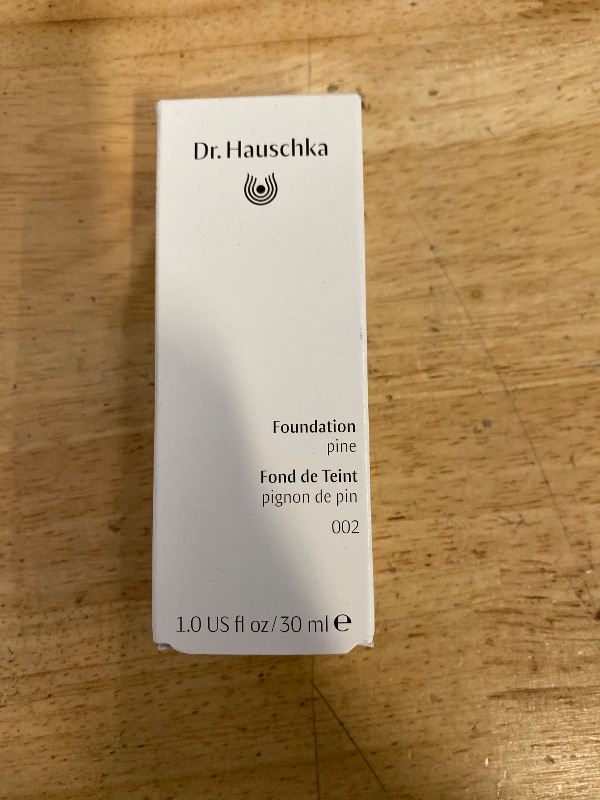 Dr. Hauschka
Foundation
pine
Fond de Teint
pignon de pin
002
1.0 US fl oz/30 ml ℮